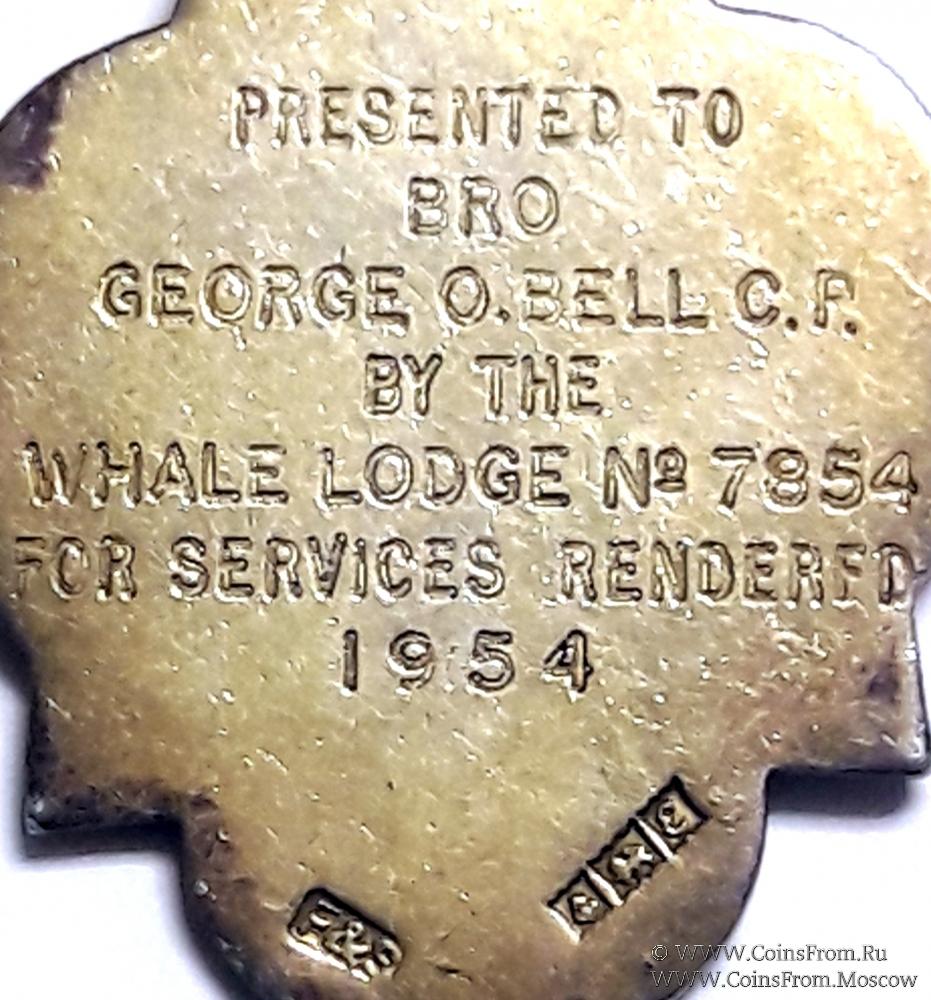 PRESENTED TO
BRO
GEORGE O. BELL C.P.
BY THE
WHALE LODGE Nº 7854
FOR SERVICES RENDERED
1954
F&S
© WWW.CoinsFrom.Ru
WWW.CoinsFrom.Moscow